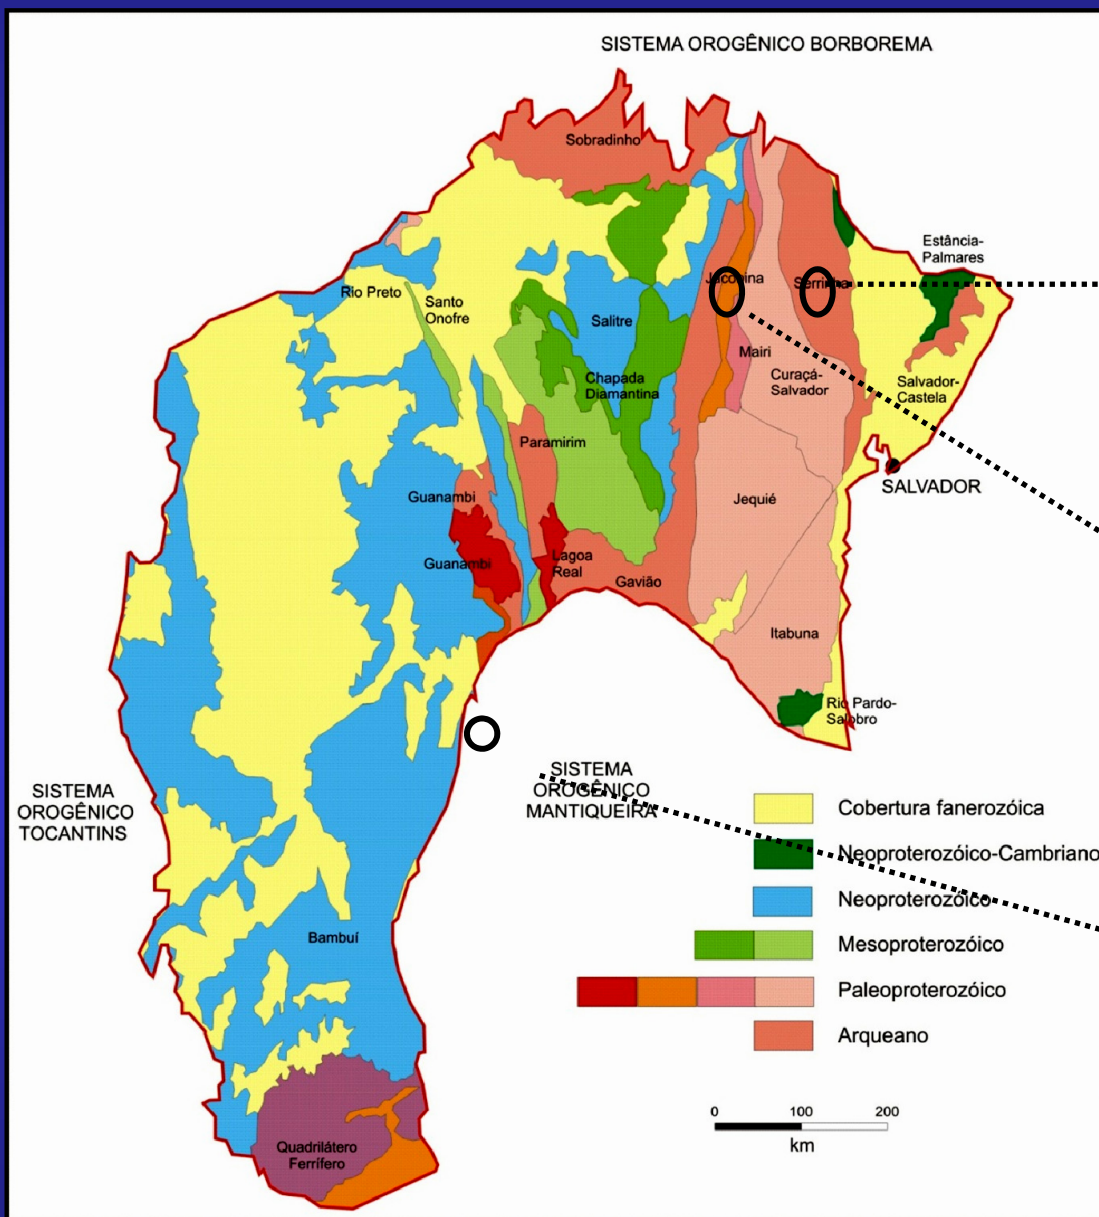 SISTEMA OROGÊNICO BORBOREMA
Sobradinho
Estância-
Palmares
Jacobina
Serrinha
Rio Preto
Santo
Onofre
Salitre
Mairi
Curaçá-
Salvador
Chapada
Diamantina
Salvador-
Castela
Paramirim
SALVADOR
Guanambi
Jequié
Guanambi
Lagoa
Real
Gavião
Itabuna
Rio Pardo-
Salobro
SISTEMA
OROGÊNICO
TOCANTINS
SISTEMA
OROGÊNICO
MANTIQUEIRA
Cobertura fanerozóica
Neoproterozóico-Cambriano
Neoproterozóico
Mesoproterozóico
Paleoproterozóico
Arqueano
Bambuí
0 100 200
km
Quadrilátero
Ferrífero